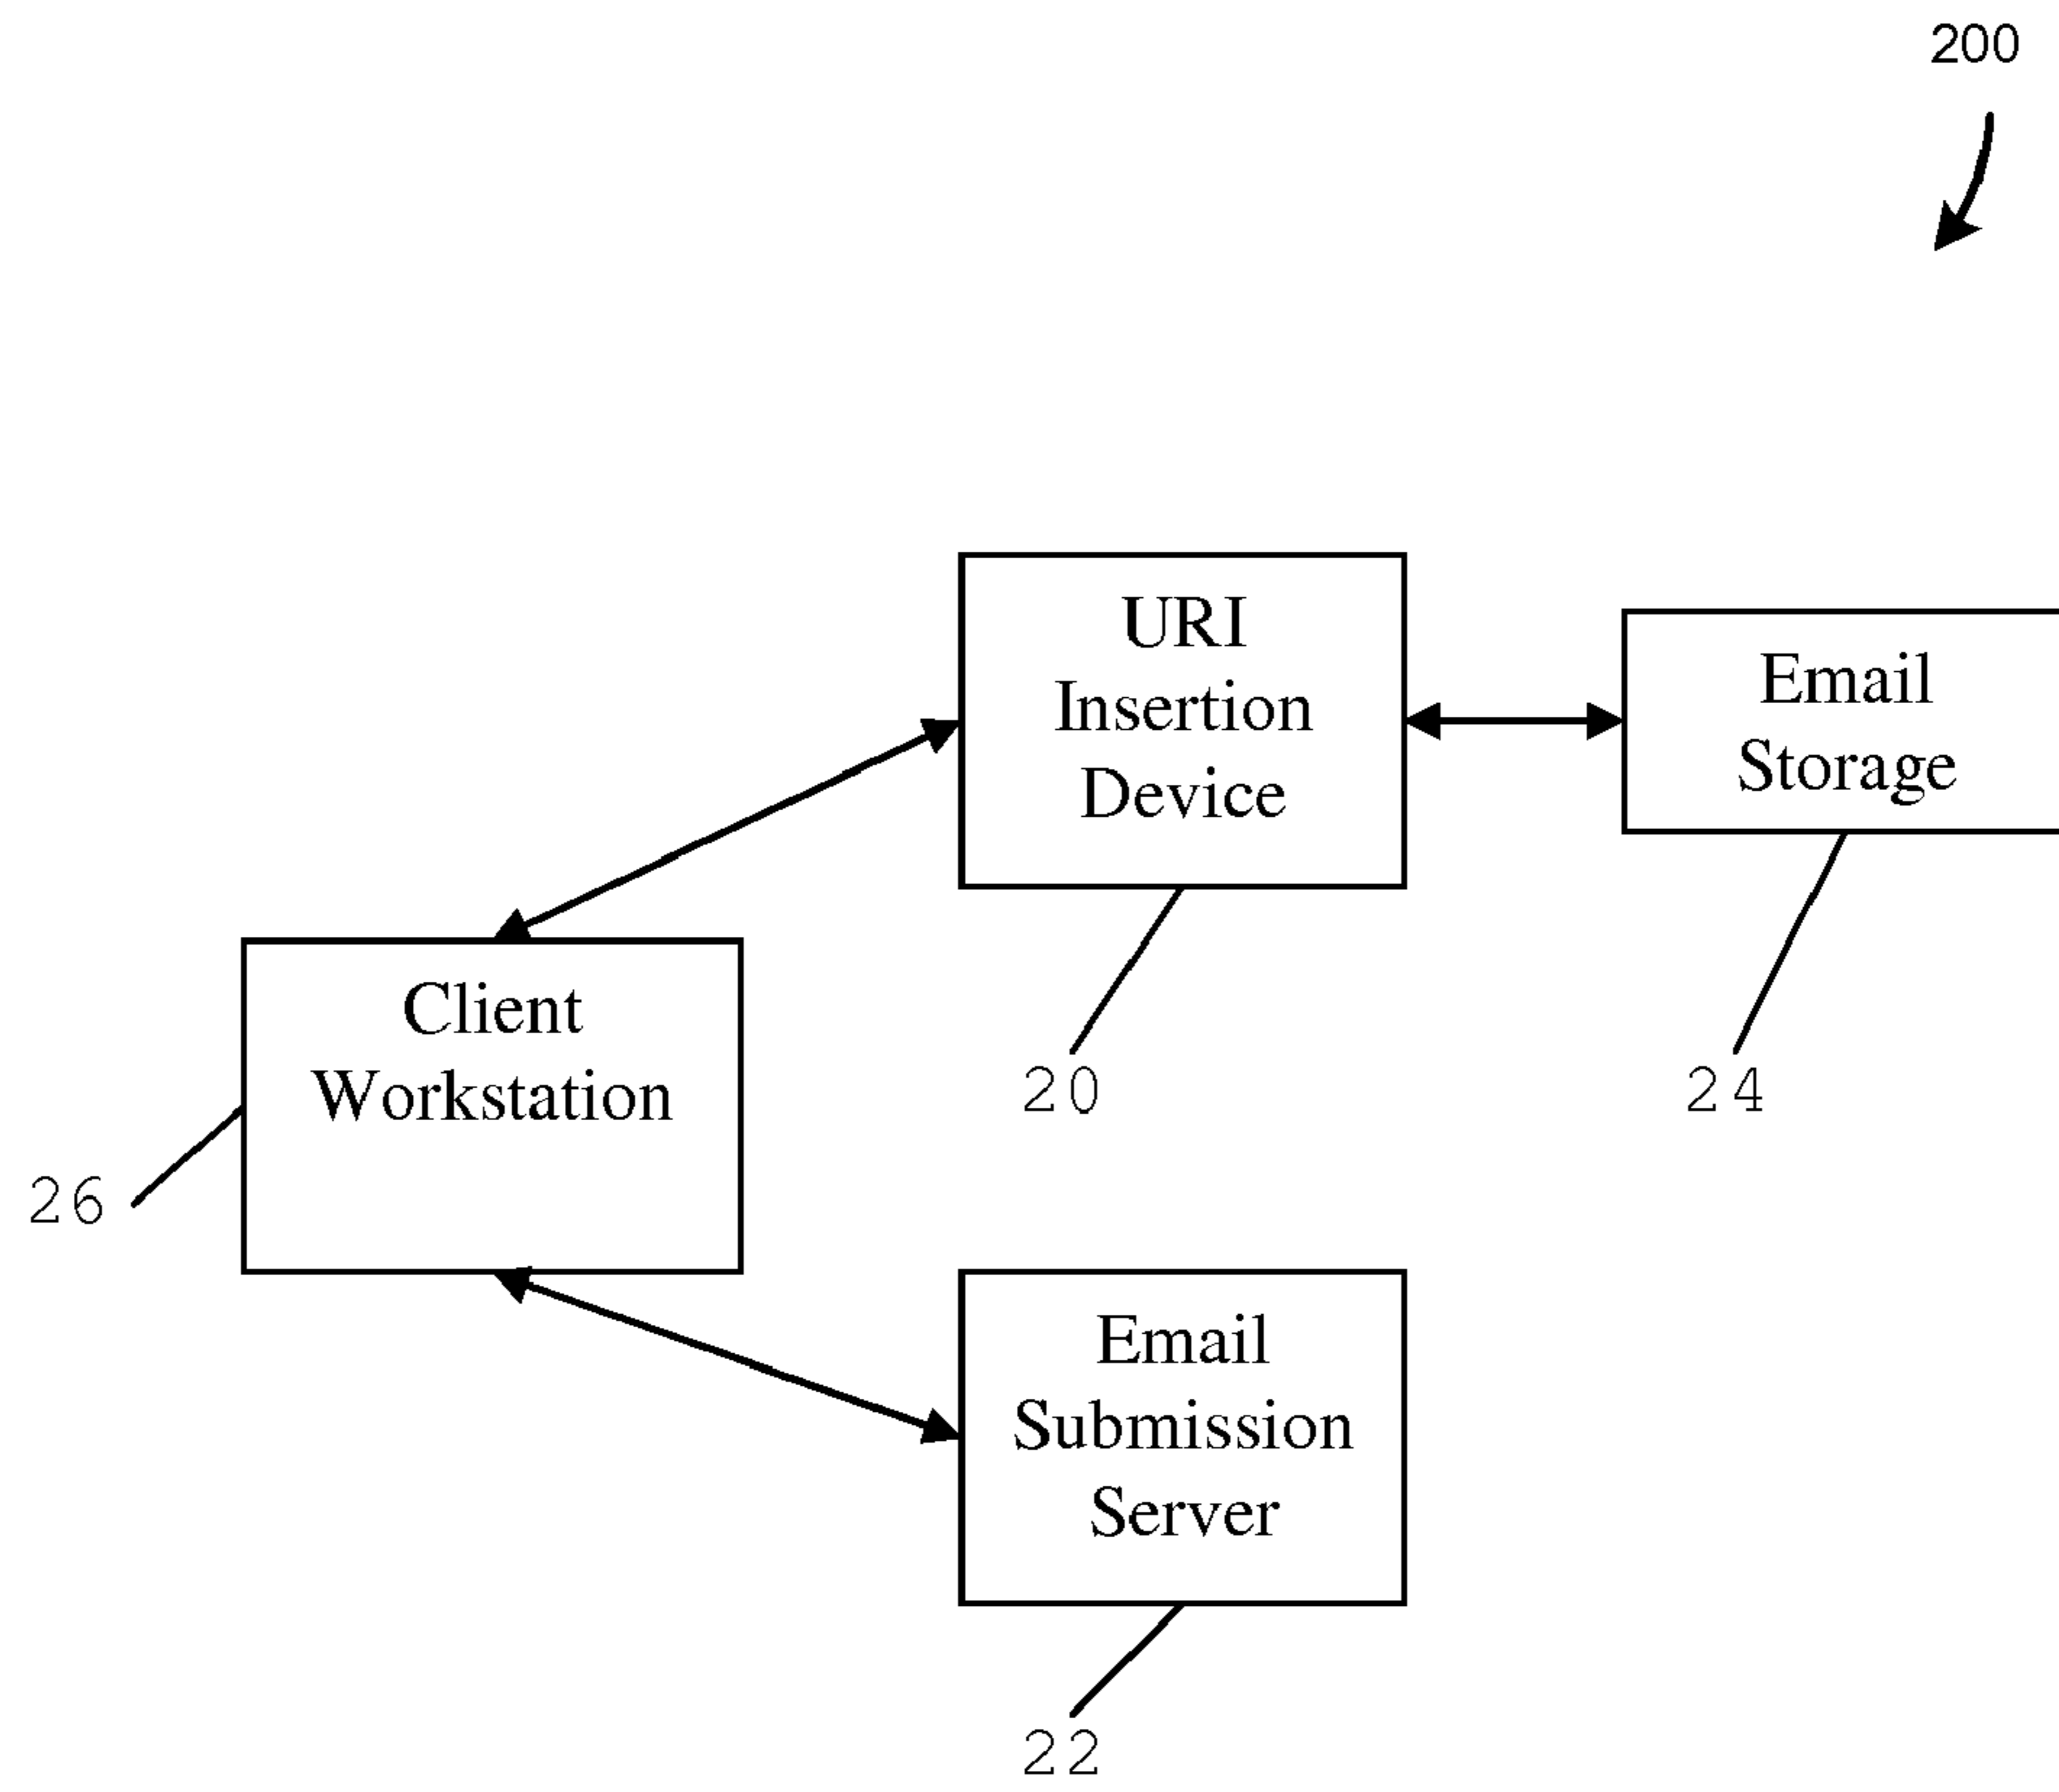 200
URI
Insertion
Device
Email
Storage
Client
Workstation
20
24
26
Email
Submission
Server
22